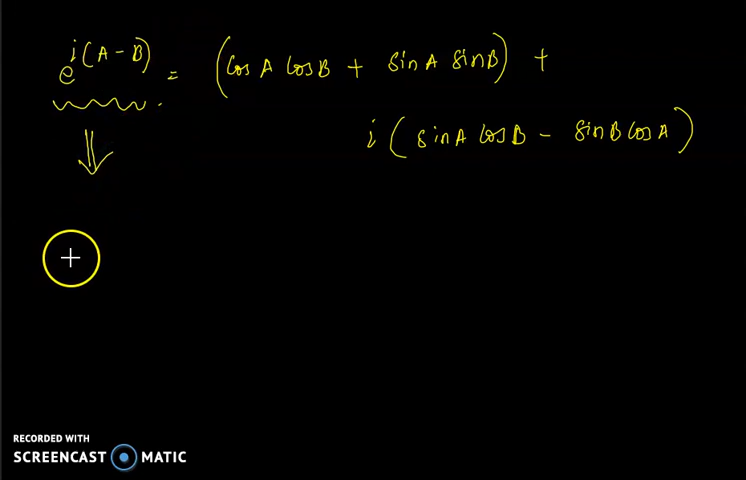 e^{i(A - B)} = (cos A cos B + sin A sin B) +
i (sin A cos B - sin B cos A)
RECORDED WITH
SCREENCAST MATIC